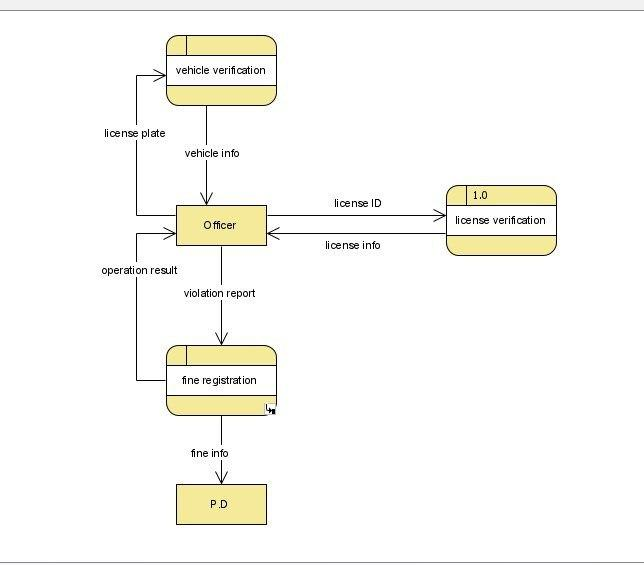 vehicle verification
license plate
vehicle info
1.0
license ID
license verification
Officer
license info
operation result
violation report
fine registration
fine info
P.D